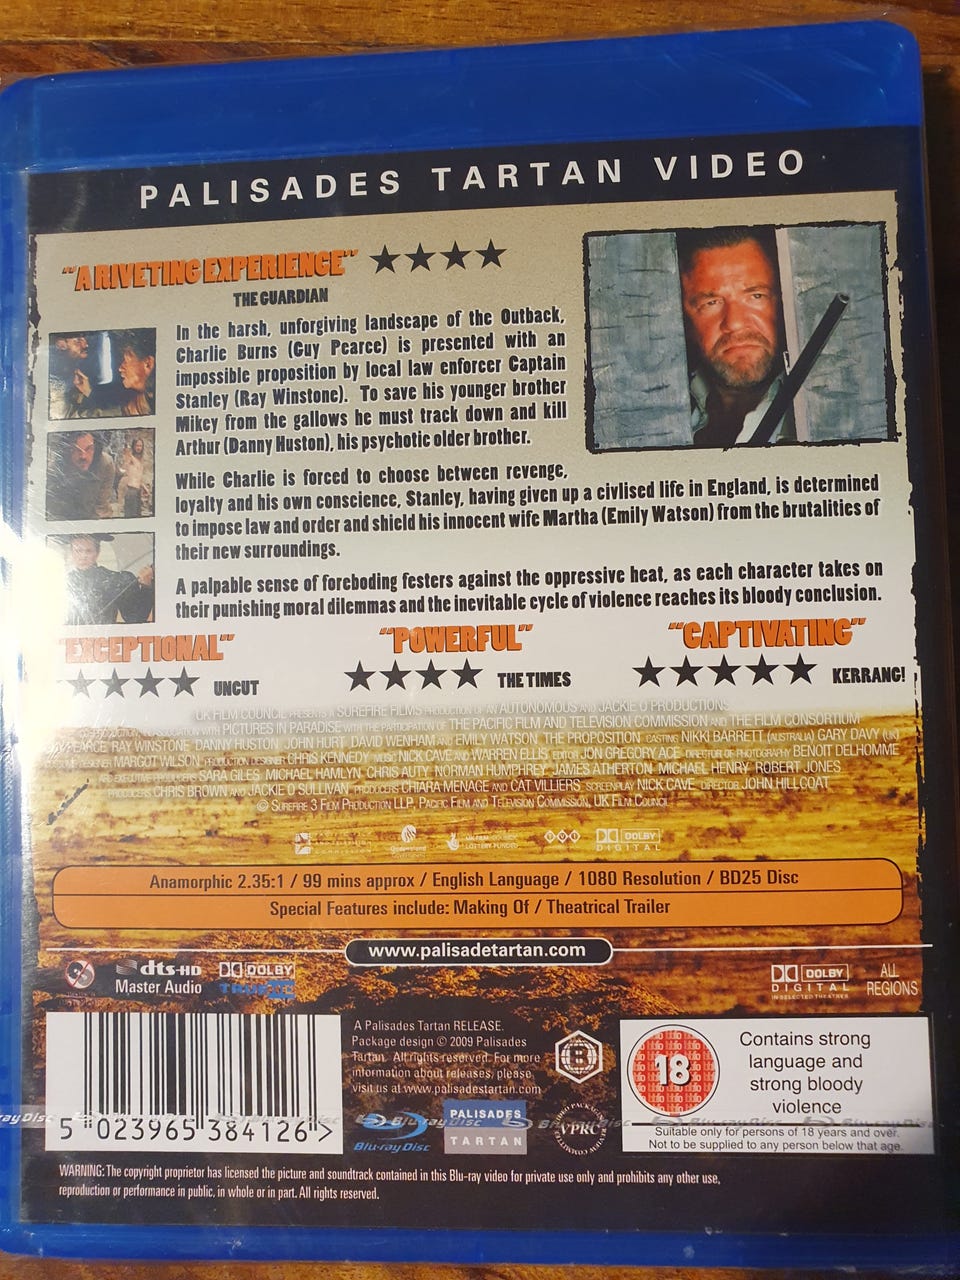 PALISADES TARTAN VIDEO
"A RIVETING EXPERIENCE" ★★★★
THE GUARDIAN
In the harsh, unforgiving landscape of the Outback,
Charlie Burns (Guy Pearce) is presented with an
impossible proposition by local law enforcer Captain
Stanley (Ray Winstone). To save his younger brother
Mikey from the gallows he must track down and kill
Arthur (Danny Huston), his psychotic older brother.
While Charlie is forced to choose between revenge,
loyalty and his own conscience, Stanley, having given up a civlised life in England, is determined
to impose law and order and shield his innocent wife Martha (Emily Watson) from the brutalities of
their new surroundings.
A palpable sense of foreboding festers against the oppressive heat, as each character takes on
their punishing moral dilemmas and the inevitable cycle of violence reaches its bloody conclusion.
"EXCEPTIONAL" "POWERFUL" "CAPTIVATING"
★★★★ UNCUT ★★★★ THE TIMES ★★★★★ KERRANG!
UK FILM COUNCIL PRESENTS A SUREFIRE FILMS PRODUCTION OF AN AUTONOMOUS AND JACKIE O PRODUCTIONS
ASSOCIATION WITH PICTURES IN PARADISE WITH THE PARTICIPATION OF THE PACIFIC FILM AND TELEVISION COMMISSION AND THE FILM CONSORTIUM
PEARCE RAY WINSTONE DANNY HUSTON JOHN HURT DAVID WENHAM AND EMILY WATSON THE PROPOSITION CASTING NIKKI BARRETT (AUSTRALIA) GARY DAVY (UK)
DESIGNER MARGOT WILSON PRODUCTION DESIGNER CHRIS KENNEDY MUSIC NICK CAVE AND WARREN ELLIS EDITOR JON GREGORY ACE DIRECTOR OF PHOTOGRAPHY BENOIT DELHOMME
EXECUTIVE PRODUCERS SARA GILES MICHAEL HAMLYN CHRIS AUTY NORMAN HUMPHREY JAMES ATHERTON MICHAEL HENRY ROBERT JONES
PRODUCERS CHRIS BROWN AND JACKIE O SULLIVAN PRODUCERS CHIARA MENAGE AND CAT VILLIERS SCREENPLAY NICK CAVE DIRECTOR JOHN HILLCOAT
© SUREFIRE 3 FILM PRODUCTION LLP, PACIFIC FILM AND TELEVISION COMMISSION, UK FILM COUNCIL
Queensland Government UK FILM COUNCIL LOTTERY FUNDED DOLBY DIGITAL
Anamorphic 2.35:1 / 99 mins approx / English Language / 1080 Resolution / BD25 Disc
Special Features include: Making Of / Theatrical Trailer
www.palisadetartan.com
dts-HD Master Audio DOLBY TRUEHD DOLBY DIGITAL IN SELECTED THEATRES ALL REGIONS
A Palisades Tartan RELEASE.
Package design © 2009 Palisades
Tartan. All rights reserved. For more
information about releases, please
visit us at www.palisadestartan.com
5 023965 384126 >
Blu-ray Disc
PALISADES TARTAN
VPRC
18
Contains strong
language and
strong bloody
violence
Suitable only for persons of 18 years and over.
Not to be supplied to any person below that age.
WARNING: The copyright proprietor has licensed the picture and soundtrack contained in this Blu-ray video for private use only and prohibits any other use,
reproduction or performance in public, in whole or in part. All rights reserved.